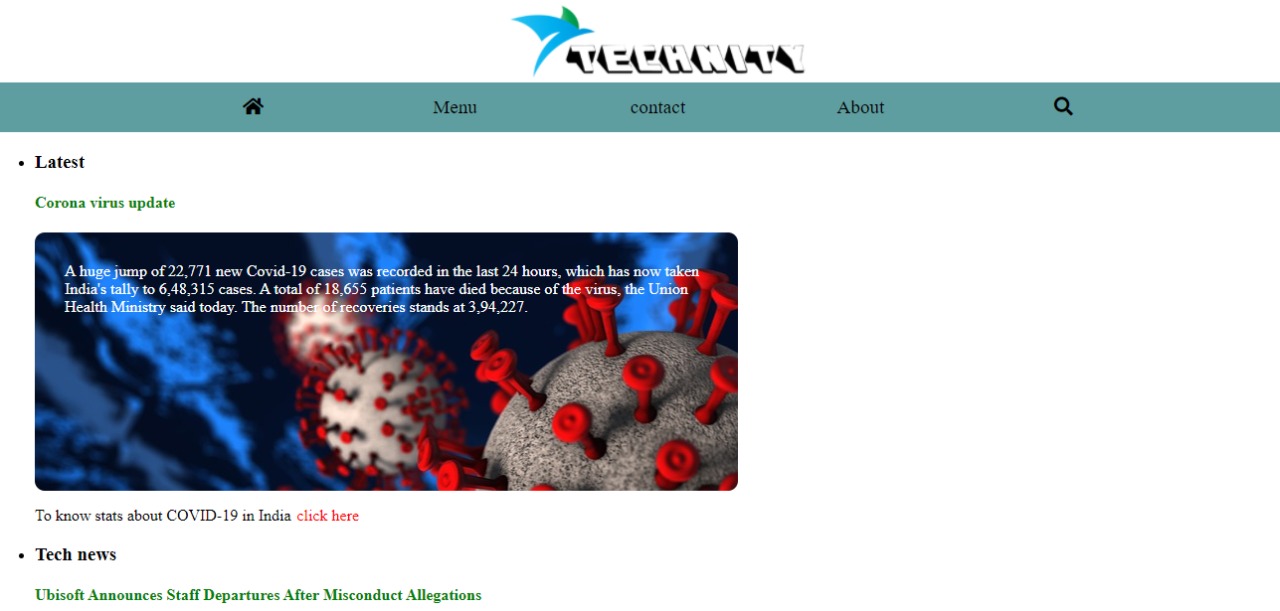 TECHNITY
Menu contact About
Latest
Corona virus update
A huge jump of 22,771 new Covid-19 cases was recorded in the last 24 hours, which has now taken
India's tally to 6,48,315 cases. A total of 18,655 patients have died because of the virus, the Union
Health Ministry said today. The number of recoveries stands at 3,94,227.
To know stats about COVID-19 in India click here
Tech news
Ubisoft Announces Staff Departures After Misconduct Allegations